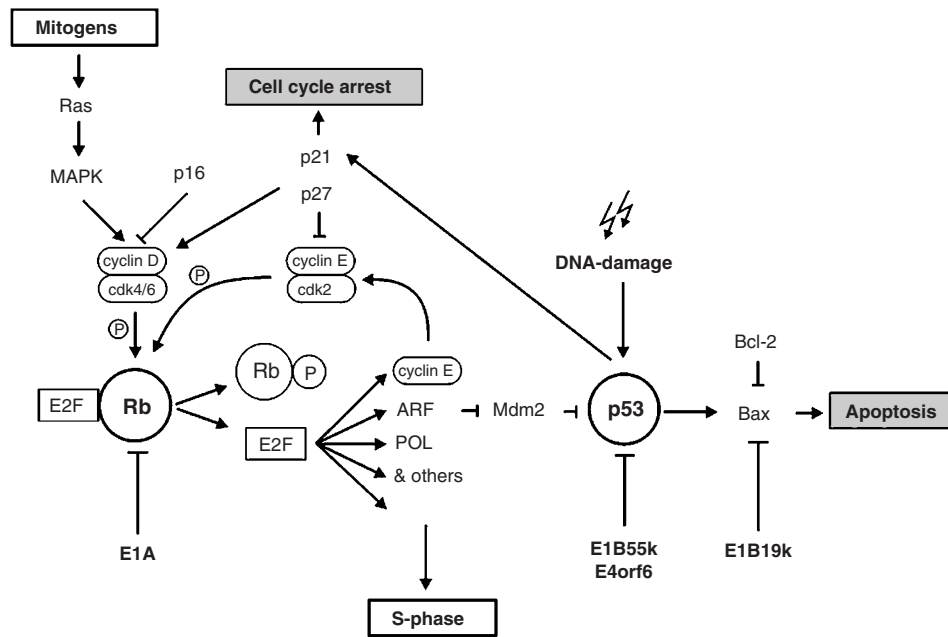 Mitogens
Ras
MAPK
p16
Cell cycle arrest
p21
p27
DNA-damage
cyclin D
cdk4/6
P
P
cyclin E
cdk2
E2F
Rb
Rb
P
E2F
cyclin E
ARF
POL
& others
Mdm2
p53
Bcl-2
Bax
Apoptosis
E1A
E1B55k
E4orf6
E1B19k
S-phase